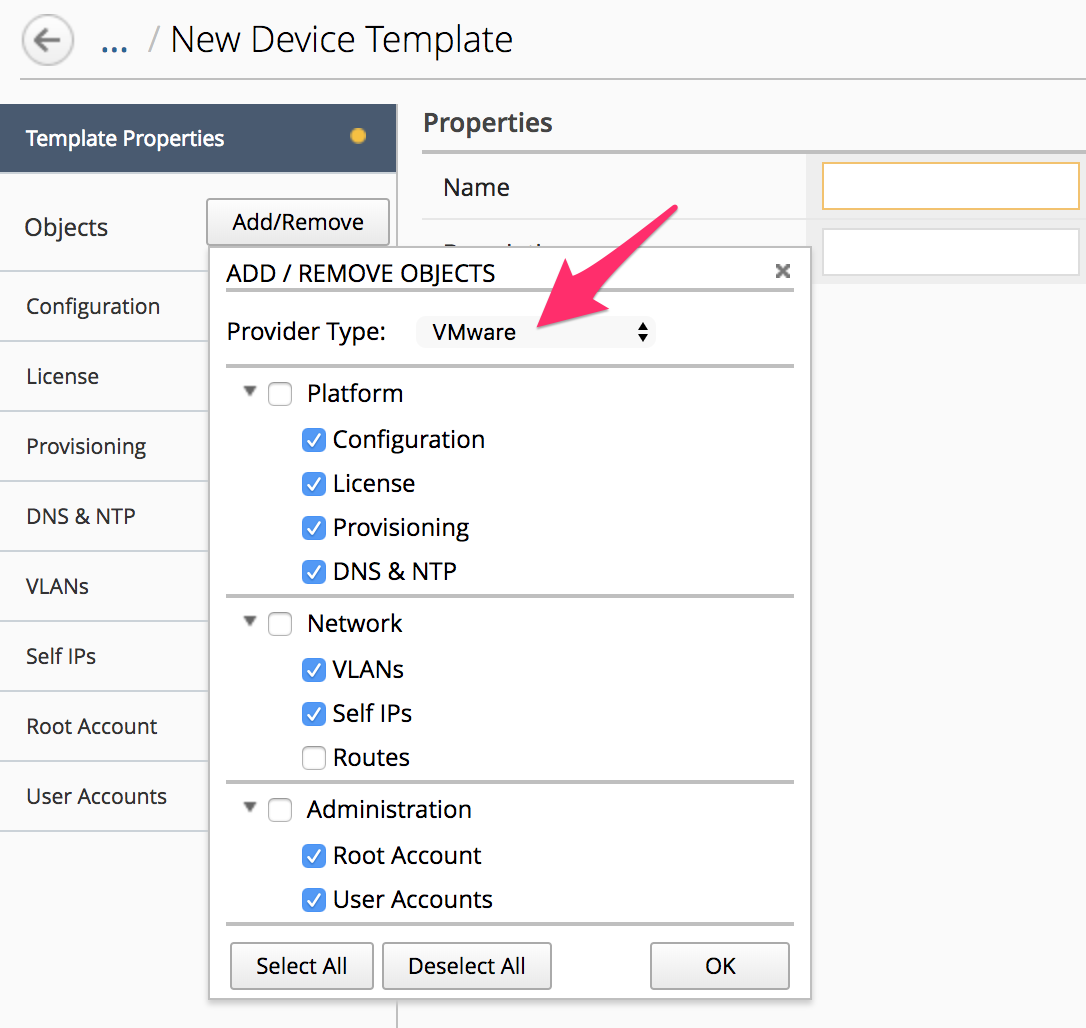 ... / New Device Template
Template Properties
Objects
Add/Remove
Configuration
License
Provisioning
DNS & NTP
VLANs
Self IPs
Root Account
User Accounts
Properties
Name
ADD / REMOVE OBJECTS
Provider Type: VMware
Platform
Configuration
License
Provisioning
DNS & NTP
Network
VLANs
Self IPs
Routes
Administration
Root Account
User Accounts
Select All
Deselect All
OK